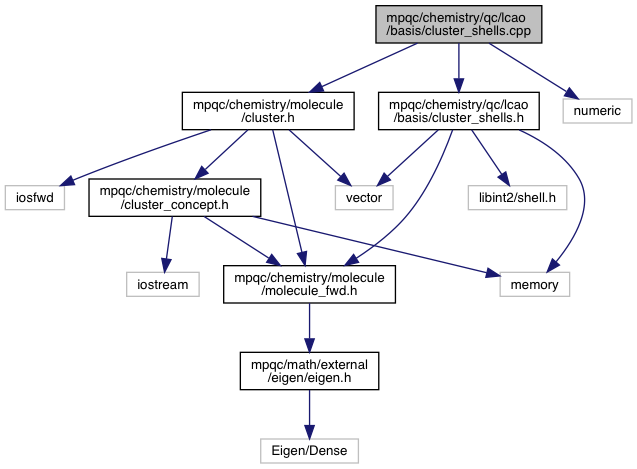 mpqc/chemistry/qc/lcao
/basis/cluster_shells.cpp
mpqc/chemistry/molecule
/cluster.h
mpqc/chemistry/qc/lcao
/basis/cluster_shells.h
numeric
iosfwd
mpqc/chemistry/molecule
/cluster_concept.h
vector
libint2/shell.h
iostream
mpqc/chemistry/molecule
/molecule_fwd.h
memory
mpqc/math/external
/eigen/eigen.h
Eigen/Dense